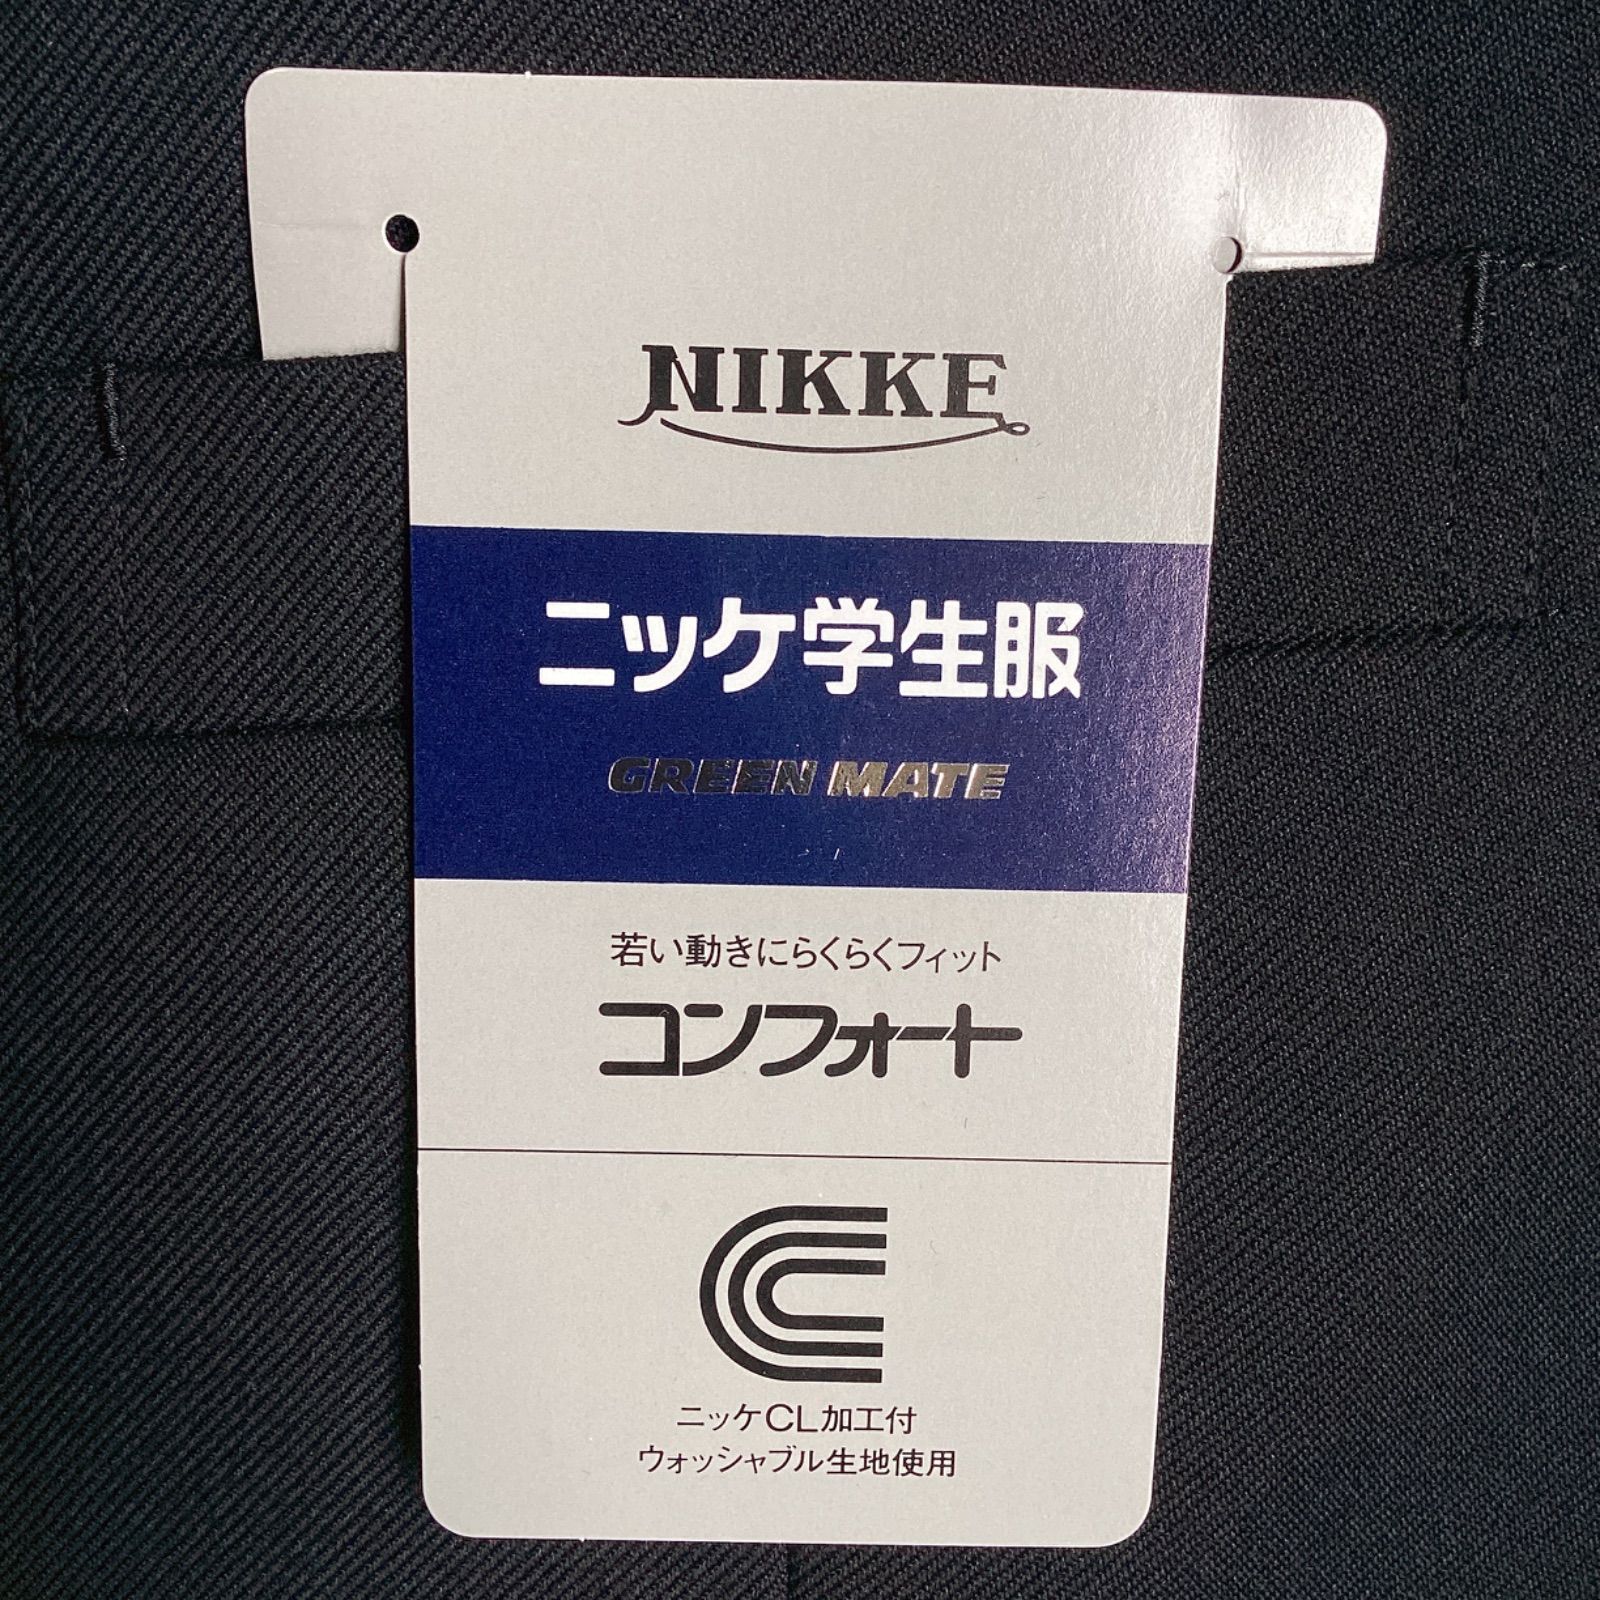 NIKKE
ニッケ学生服
GREEN MATE
若い動きにらくらくフィット
コンフォート
ニッケCL加工付
ウォッシャブル生地使用